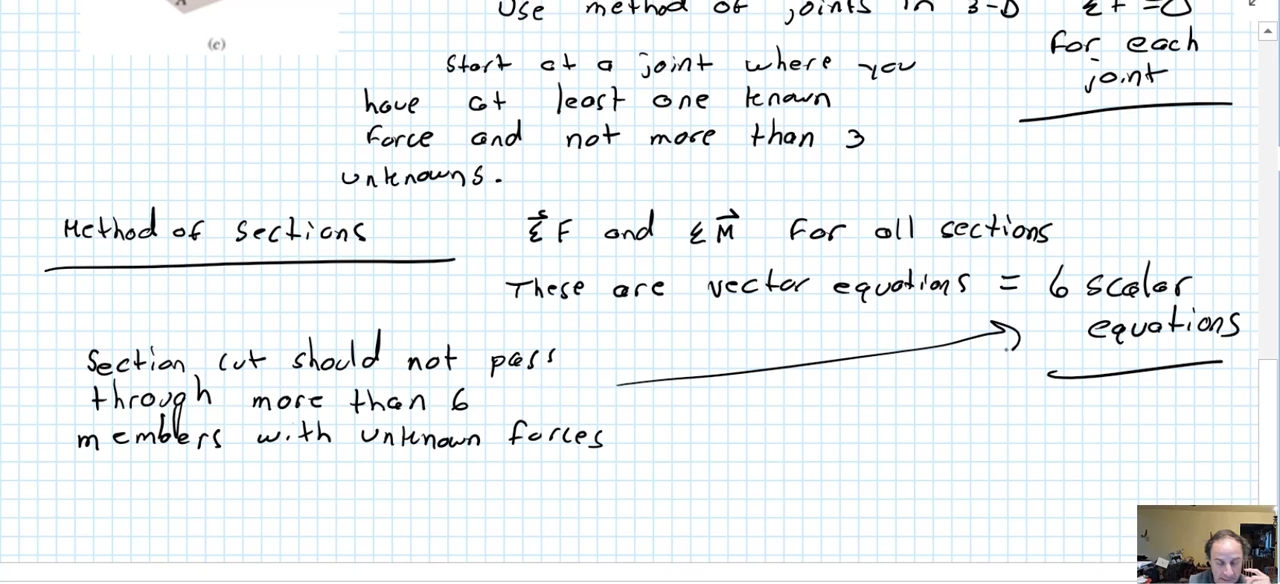 A
(c)
Use method of joints in 3-D
ΣF=0
for each
joint
Start at a joint where you
have at least one known
force and not more than 3
unknowns.
Method of sections
Σ⃗F and ΣM⃗ for all sections
These are vector equations = 6 scalar
equations
Section cut should not pass
through more than 6
members with unknown forces